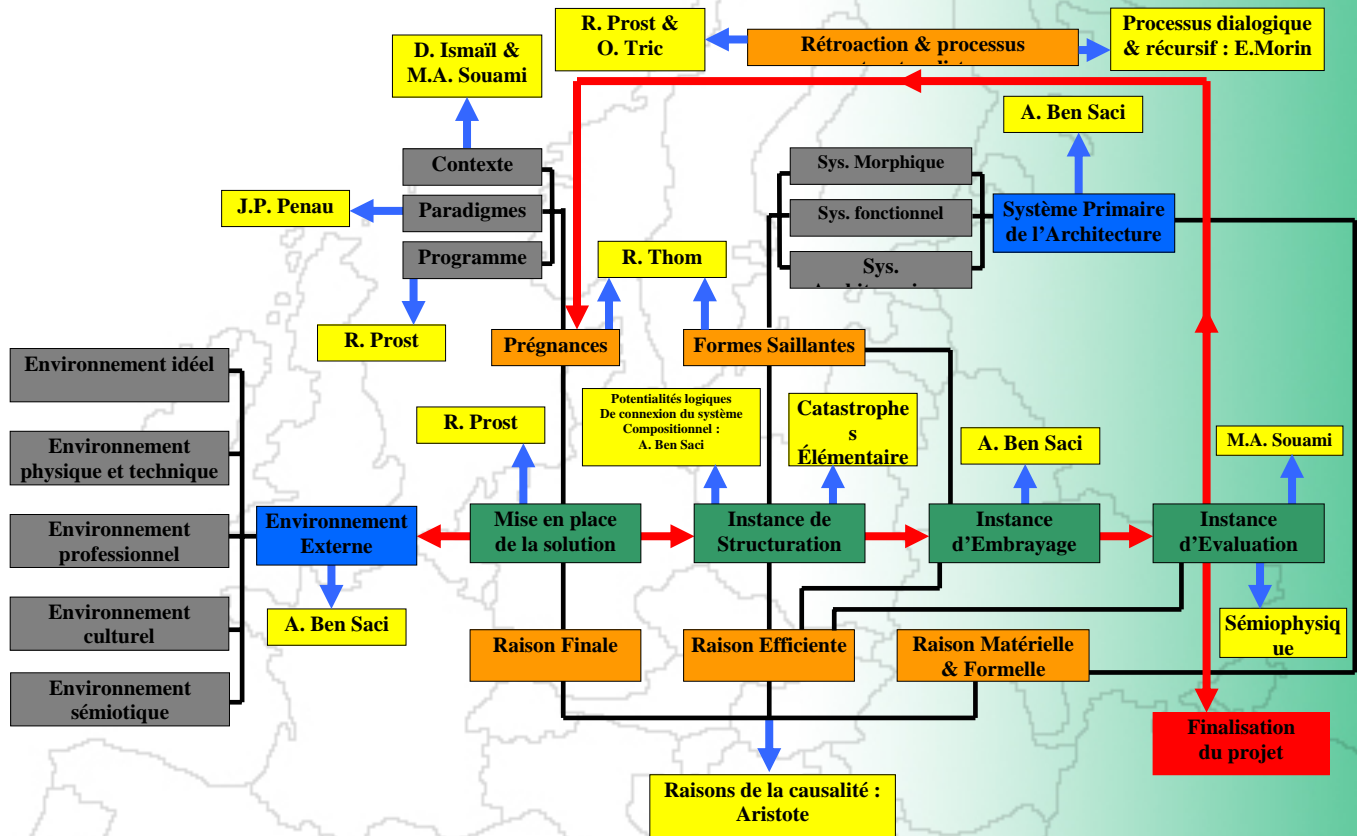 R. Prost &
O. Tric
Rétroaction & processus
Processus dialogique
& récursif : E.Morin
D. Ismaïl &
M.A. Souami
A. Ben Saci
Contexte
Paradigmes
Programme
J.P. Penau
R. Prost
Sys. Morphique
Sys. fonctionnel
Sys.
Système Primaire
de l’Architecture
R. Thom
Prégnances
Formes Saillantes
Environnement idéel
Environnement
physique et technique
Environnement
professionnel
Environnement
culturel
Environnement
sémiotique
R. Prost
Potentialités logiques
De connexion du système
Compositionnel :
A. Ben Saci
Catastrophe
s
Élémentaire
A. Ben Saci
M.A. Souami
Environnement
Externe
Mise en place
de la solution
Instance de
Structuration
Instance
d’Embrayage
Instance
d’Evaluation
A. Ben Saci
Raison Finale
Raison Efficiente
Raison Matérielle
& Formelle
Sémiophysiq
ue
Finalisation
du projet
Raisons de la causalité :
Aristote